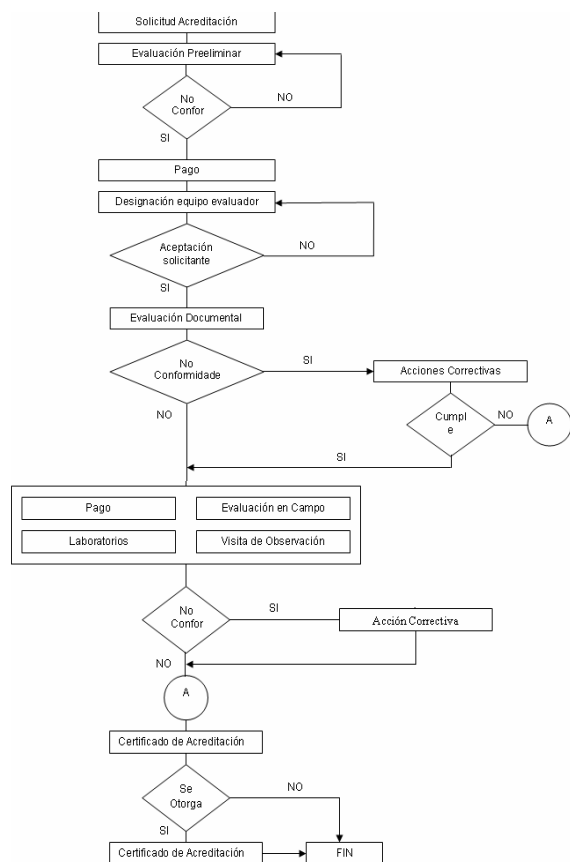 Solicitud Acreditación
Evaluación Preeliminar
No
Confor
NO
SI
Pago
Designación equipo evaluador
Aceptación
solicitante
NO
SI
Evaluación Documental
No
Conformidade
SI
Acciones Correctivas
NO
Cumpl
e
NO
A
SI
Pago
Evaluación en Campo
Laboratorios
Visita de Observación
No
Confor
SI
Acción Correctiva
NO
A
Certificado de Acreditación
Se
Otorga
NO
SI
Certificado de Acreditación
FIN